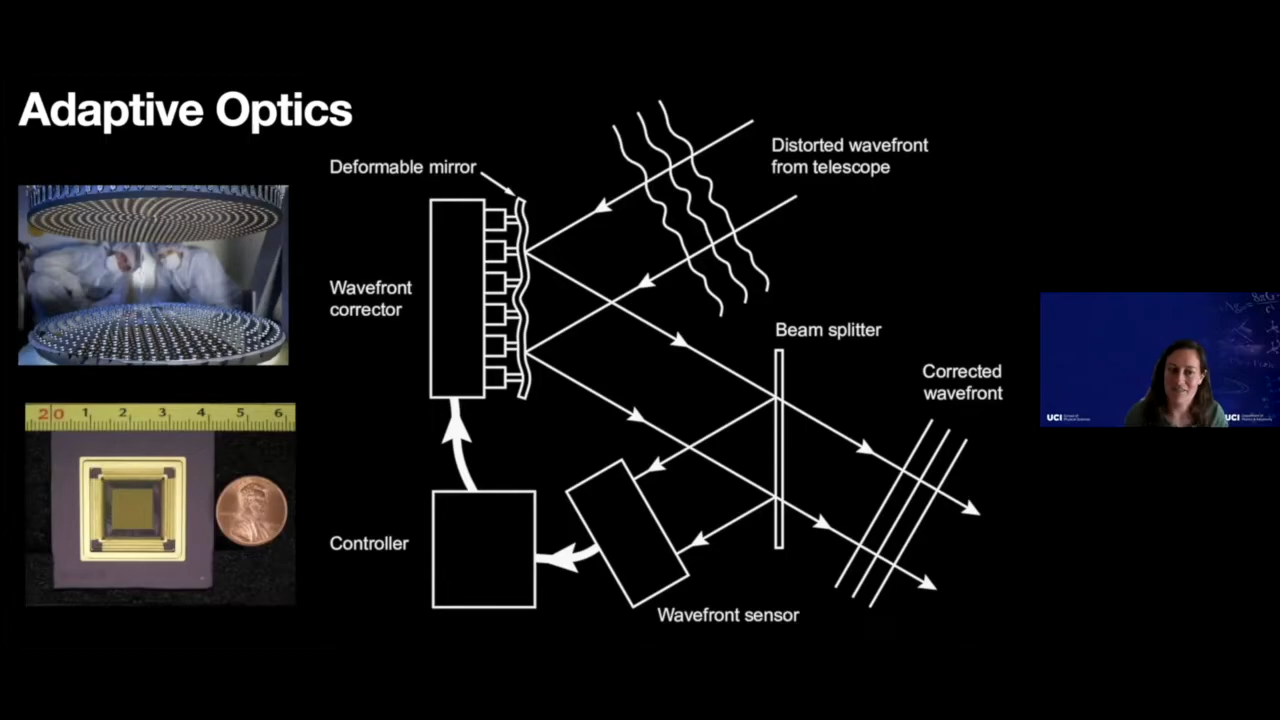 Adaptive Optics
Deformable mirror
Distorted wavefront
from telescope
Wavefront
corrector
Beam splitter
Corrected
wavefront
Controller
Wavefront sensor
20 1 2 3 4 5 6
UCI
UCI